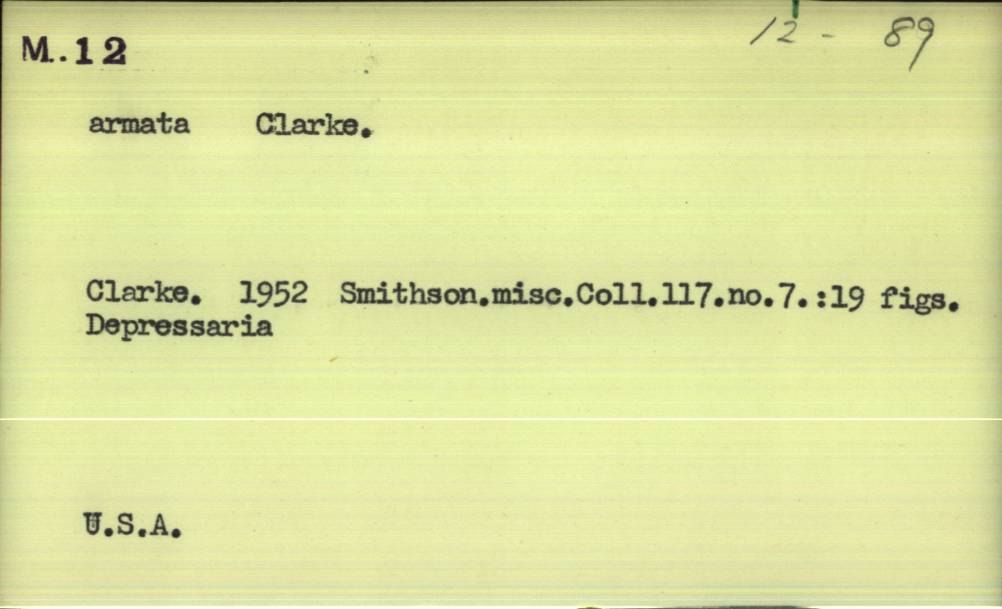 M.12
12 - 89
armata Clarke.
Clarke. 1952 Smithson.misc.Coll.117.no.7.:19 figs.
Depressaria
U.S.A.